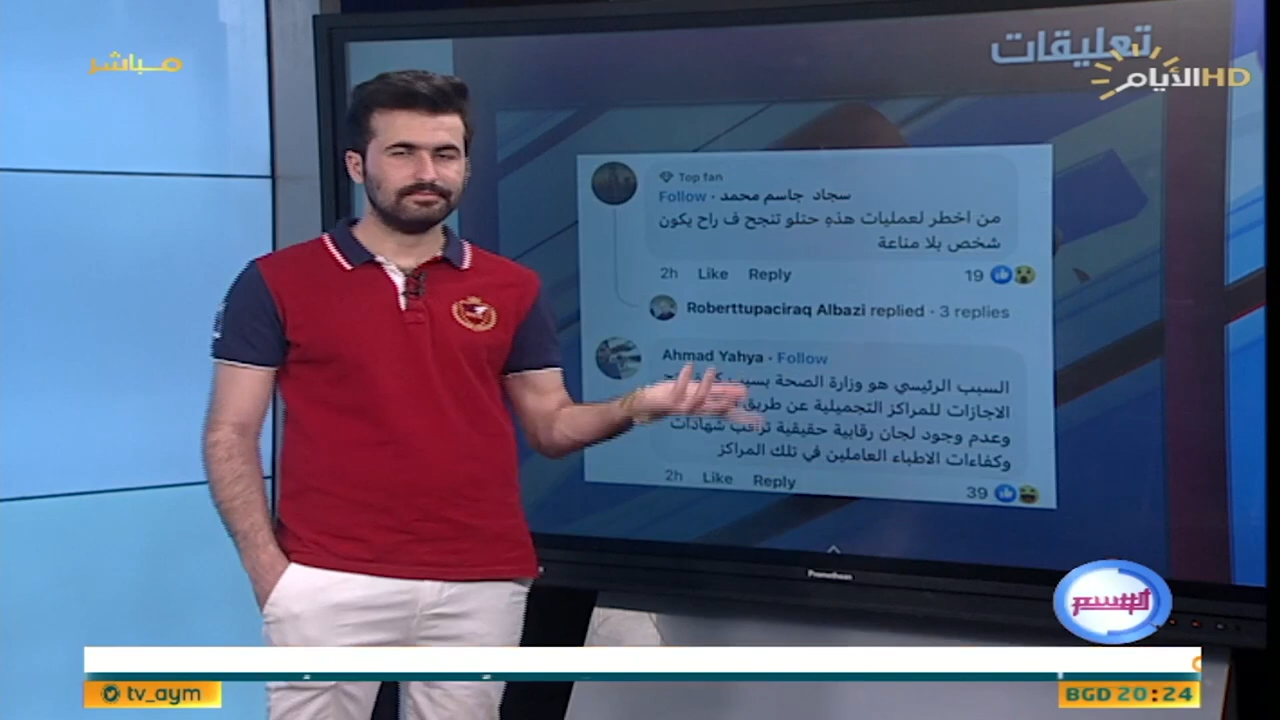 مباشر
تعليقات
الأيام HD
Top fan
سجاد جاسم محمد · Follow
من اخطر لعمليات هذهِ حتلو تنجح ف راح يكون
شخص بلا مناعة
2h Like Reply 19
Roberttupaciraq Albazi replied · 3 replies
Ahmad Yahya · Follow
السبب الرئيسي هو وزارة الصحة بسبب
الاجازات للمراكز التجميلية عن طريق
وعدم وجود لجان رقابية حقيقية تراقب شهادات
وكفاءات الاطباء العاملين في تلك المراكز
2h Like Reply 39
Promethean
tv_aym
BGD 20:24